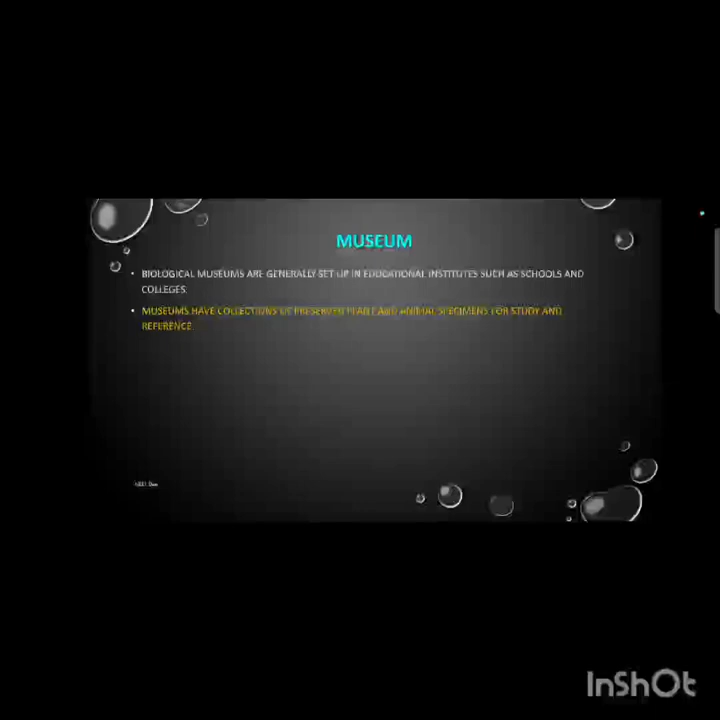 MUSEUM
• BIOLOGICAL MUSEUMS ARE GENERALLY SET UP IN EDUCATIONAL INSTITUTES SUCH AS SCHOOLS AND
COLLEGES.
• MUSEUMS HAVE COLLECTIONS OF PRESERVED PLANT AND ANIMAL SPECIMENS FOR STUDY AND
REFERENCE.
InShOt